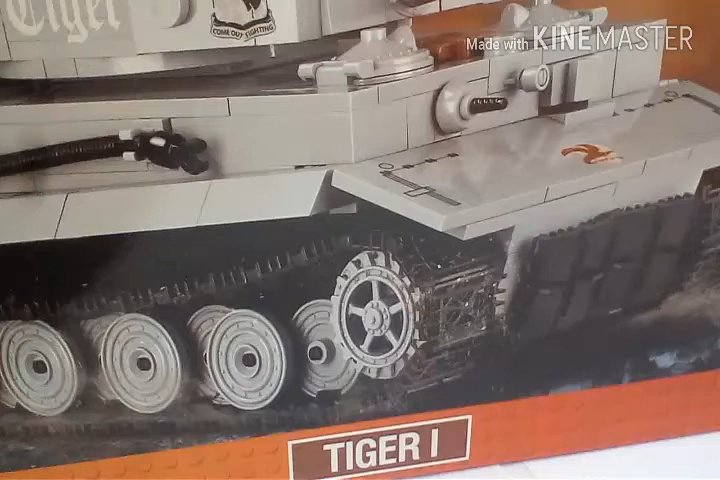 Tiger
COME OUT FIGHTING
Made with KINEMASTER
TIGER I